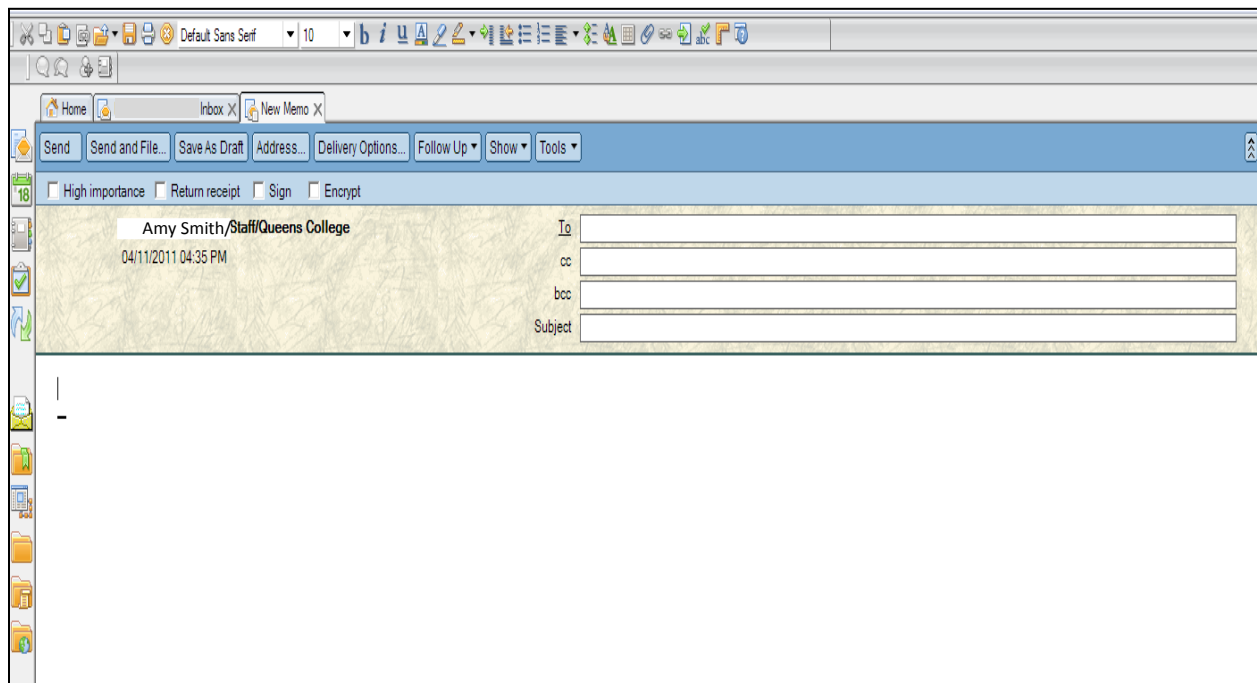 Default Sans Serif 10 b i u A abc
Home Inbox New Memo
Send Send and File... Save As Draft Address... Delivery Options... Follow Up Show Tools
18
High importance Return receipt Sign Encrypt
Amy Smith/Staff/Queens College To
04/11/2011 04:35 PM cc
bcc
Subject